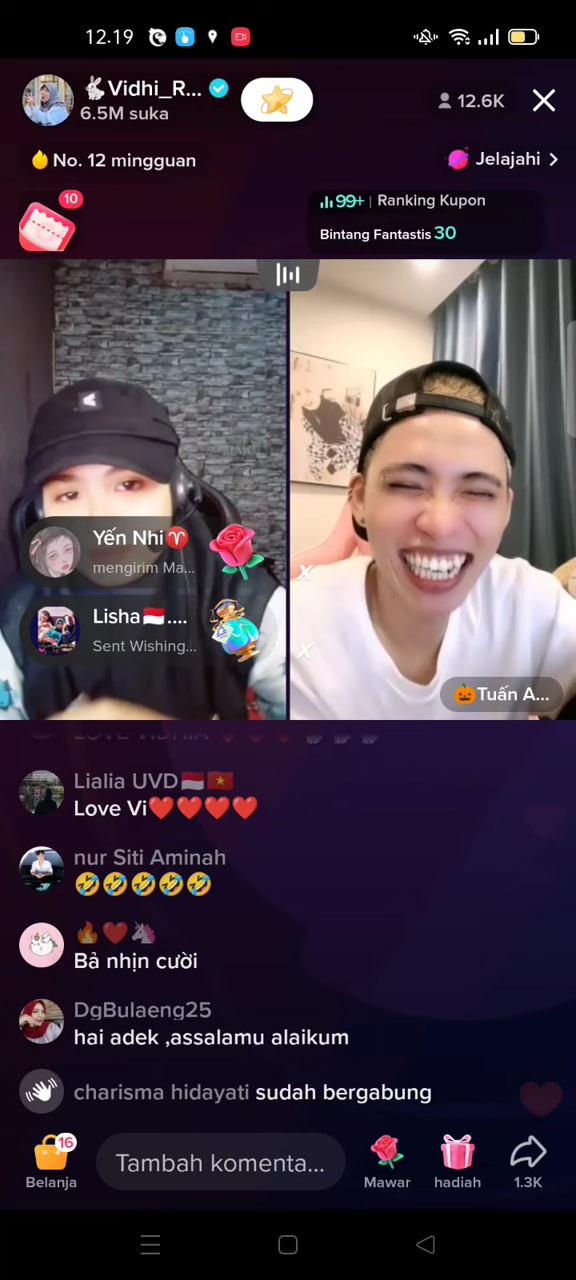 12.19
Vidhi_R...
6.5M suka
12.6K
No. 12 mingguan
Jelajahi
10
99+ | Ranking Kupon
Bintang Fantastis 30
Yến Nhi♈
mengirim Ma...
Lisha🇮🇩....
Sent Wishing...
x
x
🎃Tuấn A...
LOVE VIDHIA
Lialia UVD🇮🇩🇻🇳
Love Vi❤️❤️❤️❤️
nur Siti Aminah
🤣🤣🤣🤣🤣
🔥❤️🦄
Bả nhịn cười
DgBulaeng25
hai adek ,assalamu alaikum
charisma hidayati sudah bergabung
16
Belanja
Tambah komenta...
Mawar
hadiah
1.3K